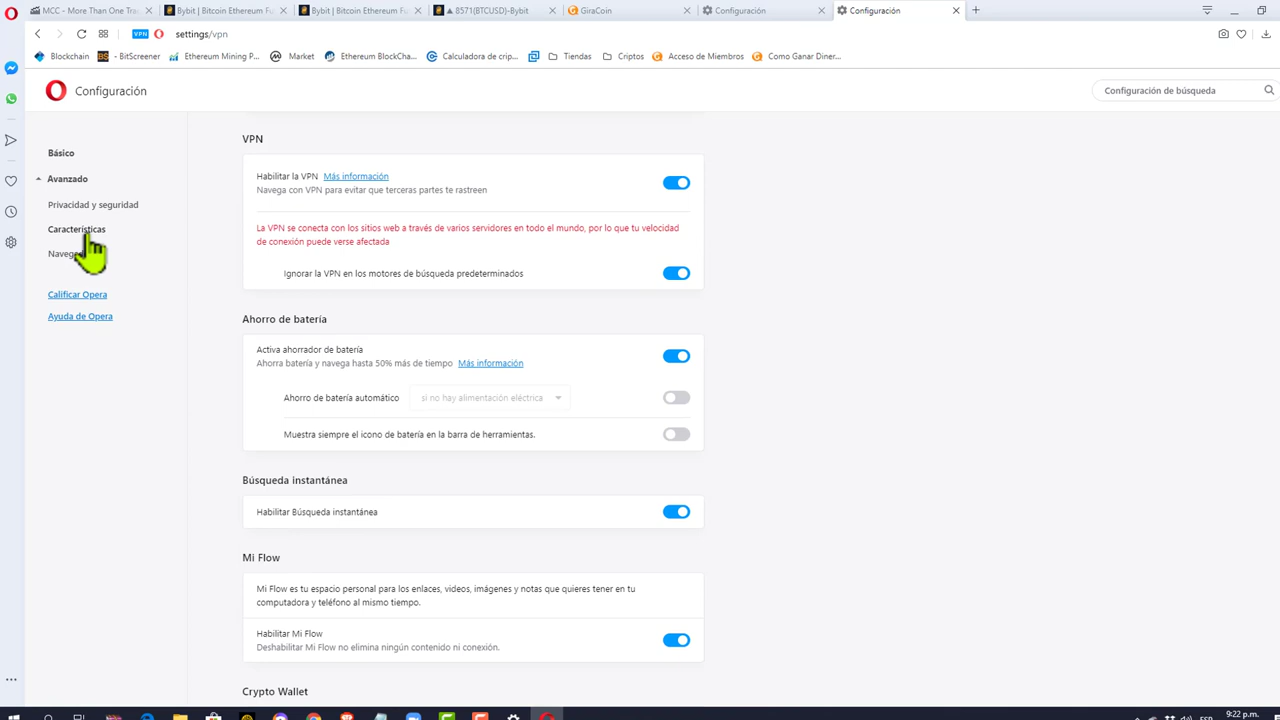 MCC - More Than One Tra
Bybit | Bitcoin Ethereum Fu
Bybit | Bitcoin Ethereum Fu
▲ 8571(BTCUSD)-Bybit
GiraCoin
Configuración
Configuración
VPN
settings/vpn
Blockchain
BS
- BitScreener
Ethereum Mining P...
Market
Ethereum BlockCha...
Calculadora de crip...
Tiendas
Criptos
Acceso de Miembros
Como Ganar Diner...
Configuración
Configuración de búsqueda
Básico
Avanzado
Privacidad y seguridad
Características
Calificar Opera
Ayuda de Opera
VPN
Habilitar la VPN Más información
Navega con VPN para evitar que terceras partes te rastreen
La VPN se conecta con los sitios web a través de varios servidores en todo el mundo, por lo que tu velocidad
de conexión puede verse afectada
Ignorar la VPN en los motores de búsqueda predeterminados
Ahorro de batería
Activa ahorrador de batería
Ahorra batería y navega hasta 50% más de tiempo Más información
Ahorro de batería automático
si no hay alimentación eléctrica
Muestra siempre el icono de batería en la barra de herramientas.
Búsqueda instantánea
Habilitar Búsqueda instantánea
Mi Flow
Mi Flow es tu espacio personal para los enlaces, videos, imágenes y notas que quieres tener en tu
computadora y teléfono al mismo tiempo.
Habilitar Mi Flow
Deshabilitar Mi Flow no elimina ningún contenido ni conexión.
Crypto Wallet
9:22 p.m.